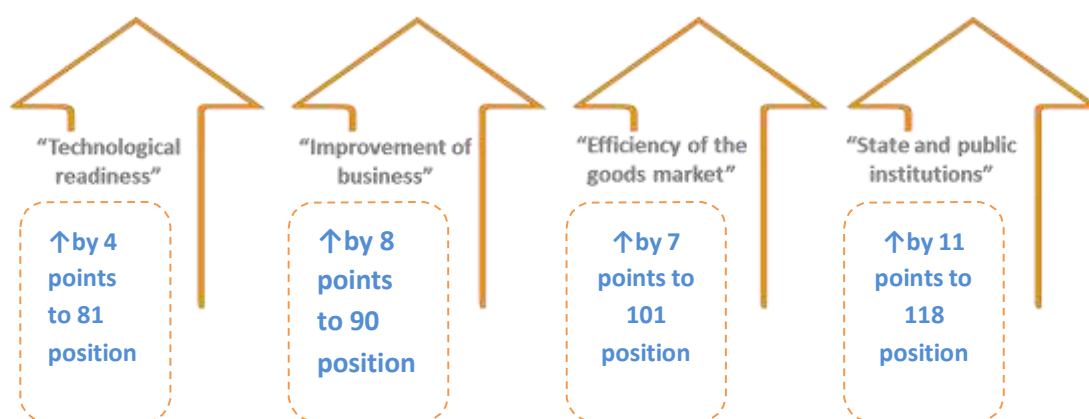 “Technological
readiness”
↑by 4
points
to 81
position
“Improvement of
business”
↑by 8
points
to 90
position
“Efficiency of the
goods market”
↑by 7
points to
101
position
“State and public
institutions”
↑by 11
points to
118
position